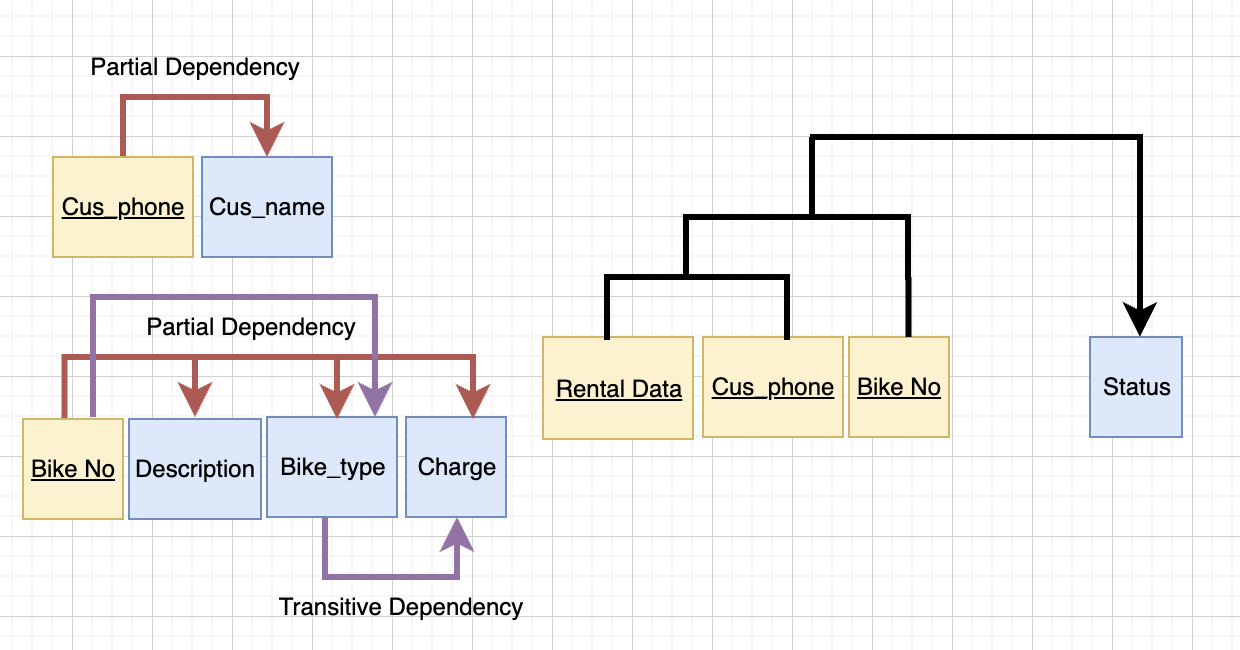 Partial Dependency
Cus_phone
Cus_name
Partial Dependency
Bike No
Description
Bike_type
Charge
Transitive Dependency
Rental Data
Cus_phone
Bike No
Status